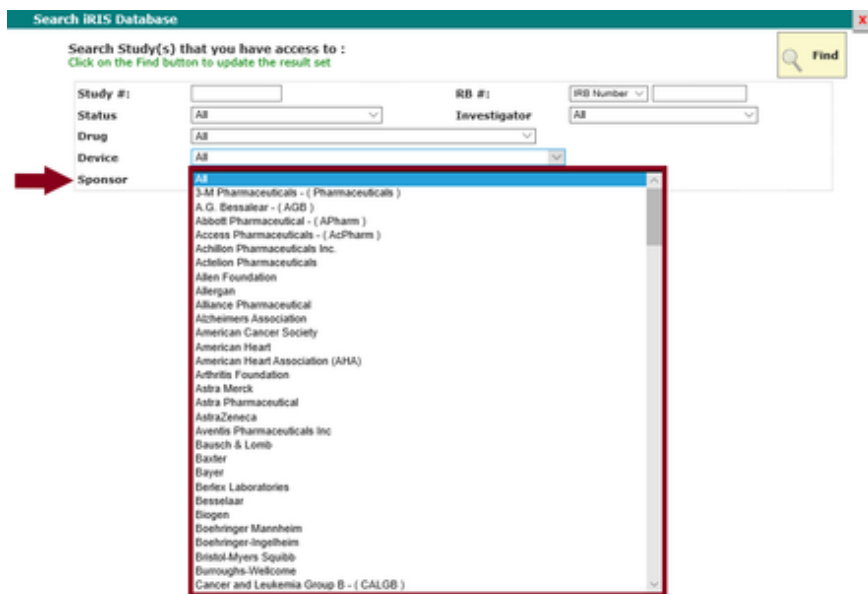 Search iRIS Database
X
Search Study(s) that you have access to :
Click on the Find button to update the result set
Find
Study #:
RB #:
IRB Number
Status
All
Investigator
All
Drug
All
Device
All
Sponsor
All
3-M Pharmaceuticals - ( Pharmaceuticals )
A.G. Bessalear - ( AGB )
Abbott Pharmaceutical - ( APharm )
Access Pharmaceuticals - ( AcPharm )
Achillon Pharmaceuticals Inc.
Actelion Pharmaceuticals
Allen Foundation
Allergan
Alliance Pharmaceutical
Alzheimers Association
American Cancer Society
American Heart
American Heart Association (AHA)
Arthritis Foundation
Astra Merck
Astra Pharmaceutical
AstraZeneca
Aventis Pharmaceuticals Inc
Bausch & Lomb
Baxter
Bayer
Berlex Laboratories
Besselaar
Biogen
Boehringer Mannheim
Boehringer-Ingelheim
Bristol-Myers Squibb
Burroughs-Wellcome
Cancer and Leukemia Group B - ( CALGB )